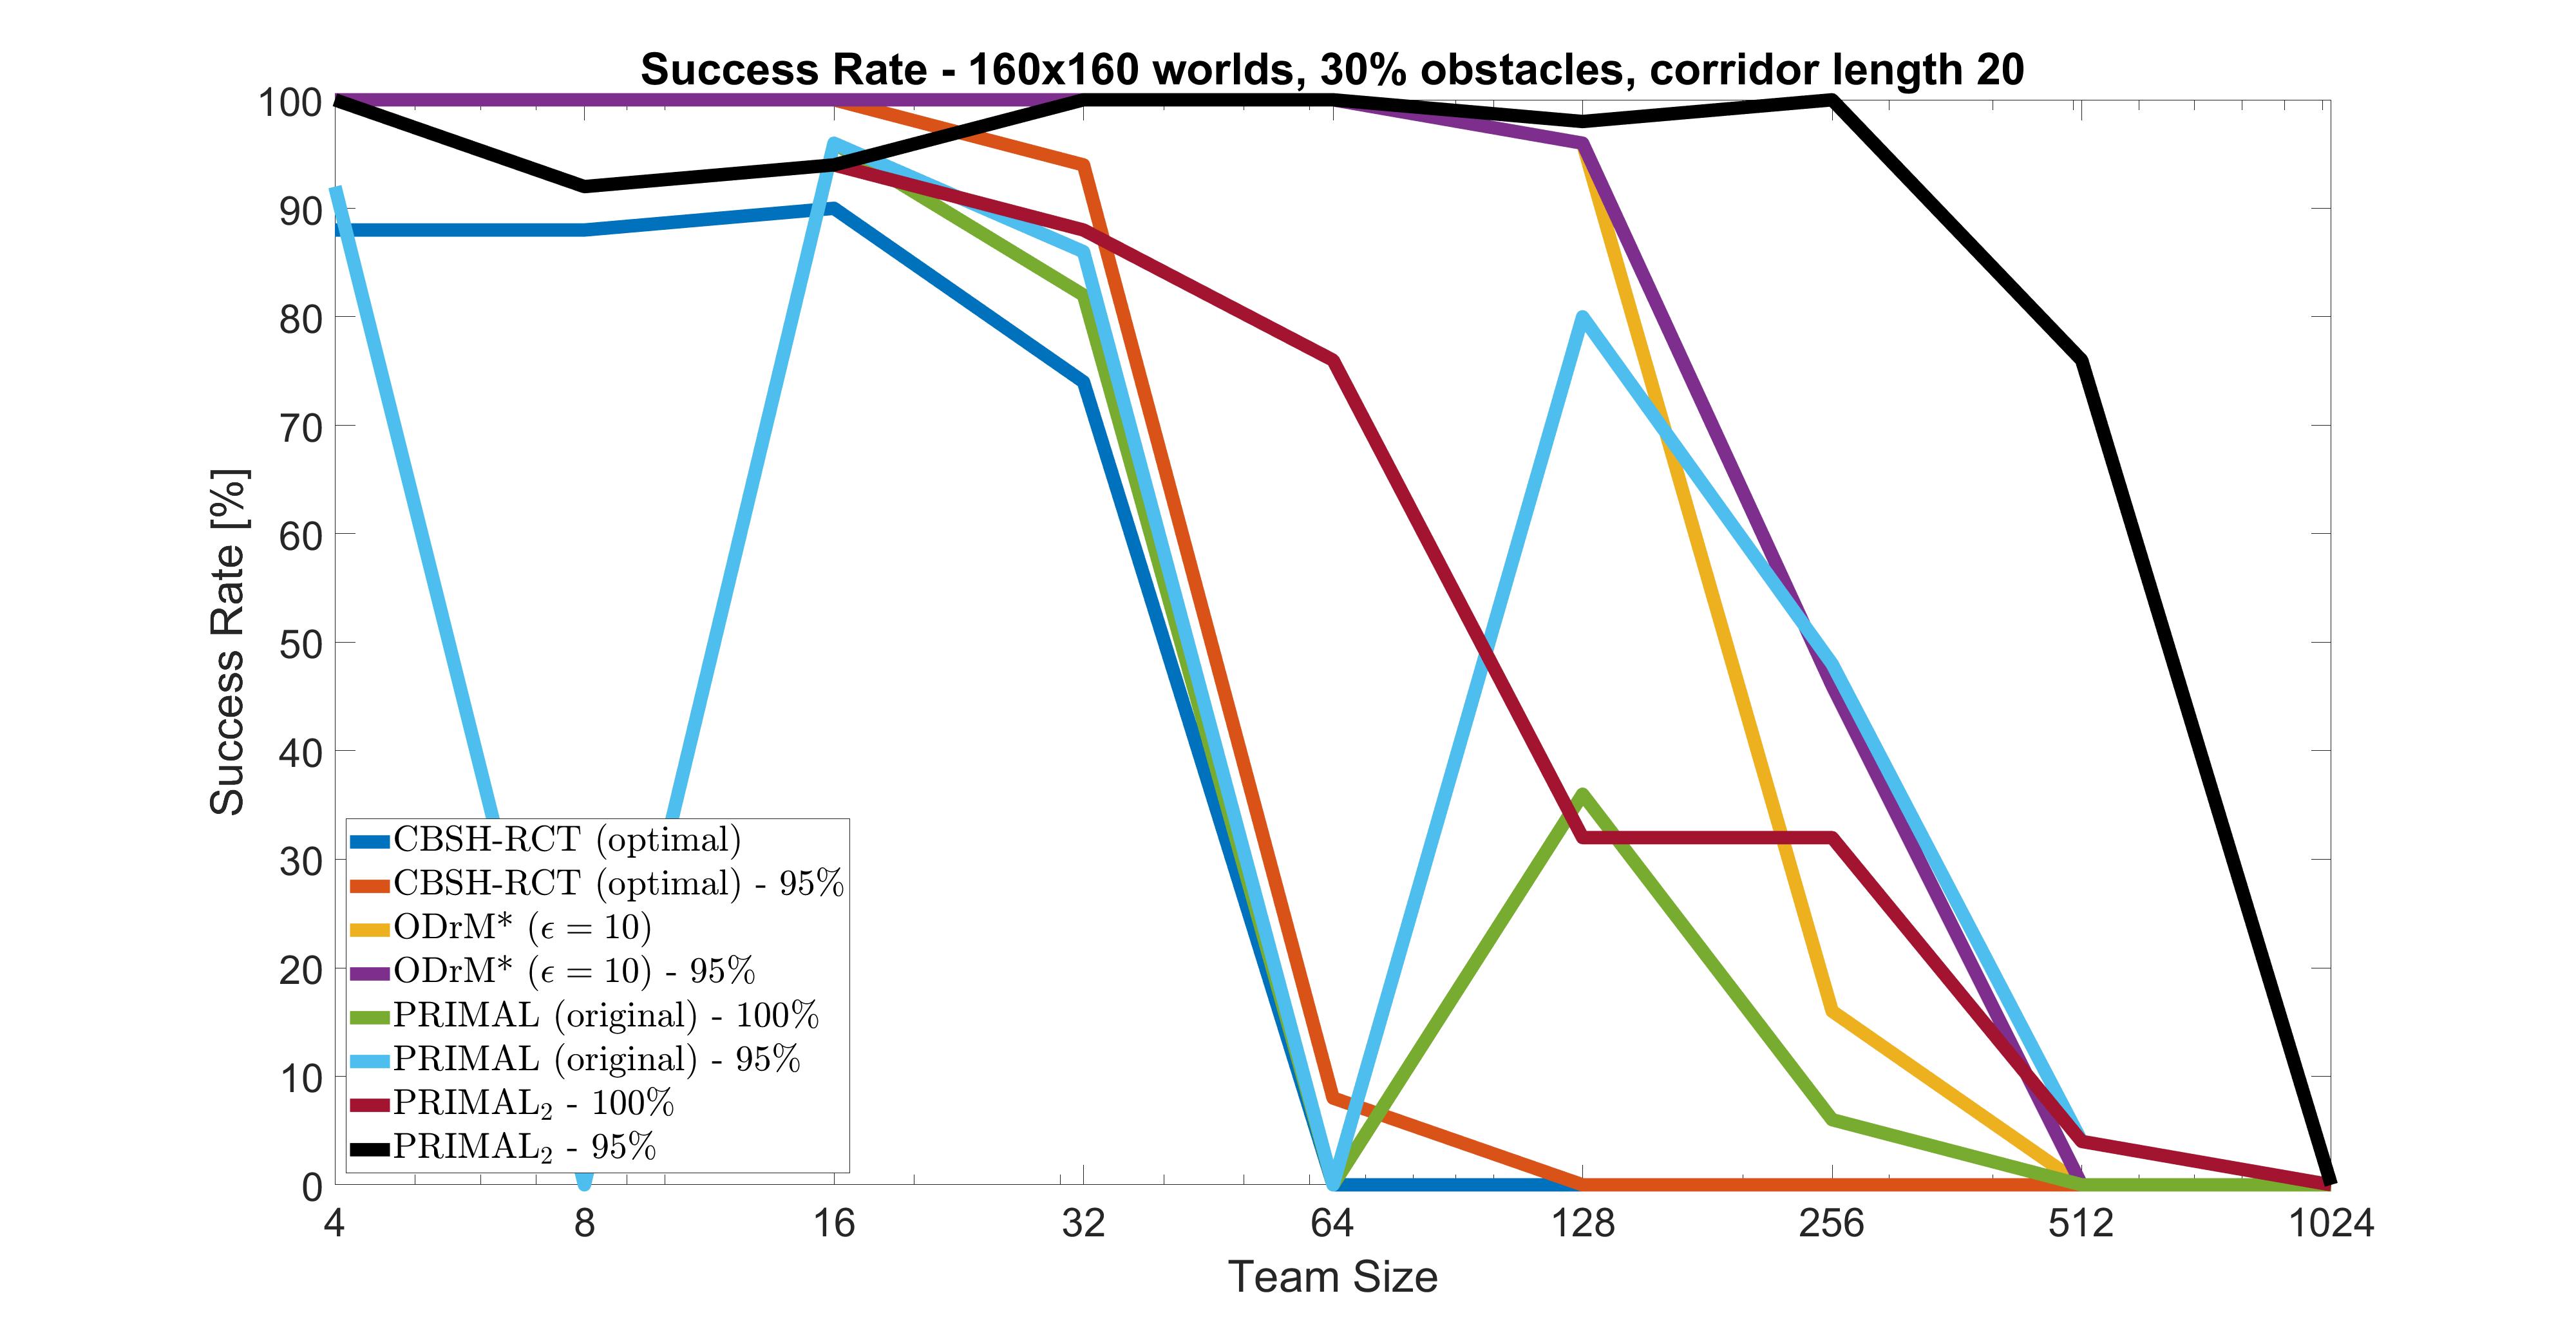 Success Rate - 160x160 worlds, 30% obstacles, corridor length 20
100
90
80
70
60
50
40
30
20
10
0
Success Rate [%]
CBSH-RCT (optimal)
CBSH-RCT (optimal) - 95%
ODrM* (ϵ = 10)
ODrM* (ϵ = 10) - 95%
PRIMAL (original) - 100%
PRIMAL (original) - 95%
PRIMAL₂ - 100%
PRIMAL₂ - 95%
4 8 16 32 64 128 256 512 1024
Team Size